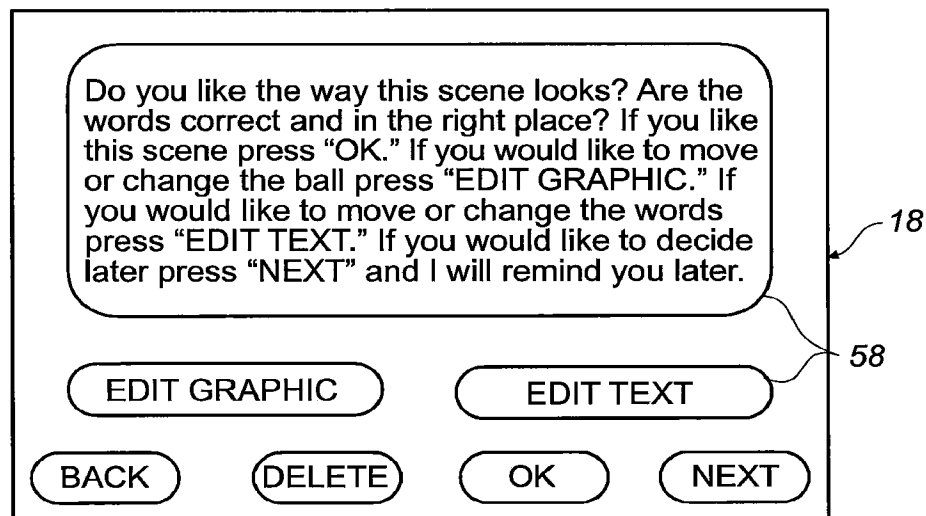 Do you like the way this scene looks? Are the
words correct and in the right place? If you like
this scene press “OK.” If you would like to move
or change the ball press “EDIT GRAPHIC.” If
you would like to move or change the words
press “EDIT TEXT.” If you would like to decide
later press “NEXT” and I will remind you later.
18
58
EDIT GRAPHIC EDIT TEXT
BACK DELETE OK NEXT